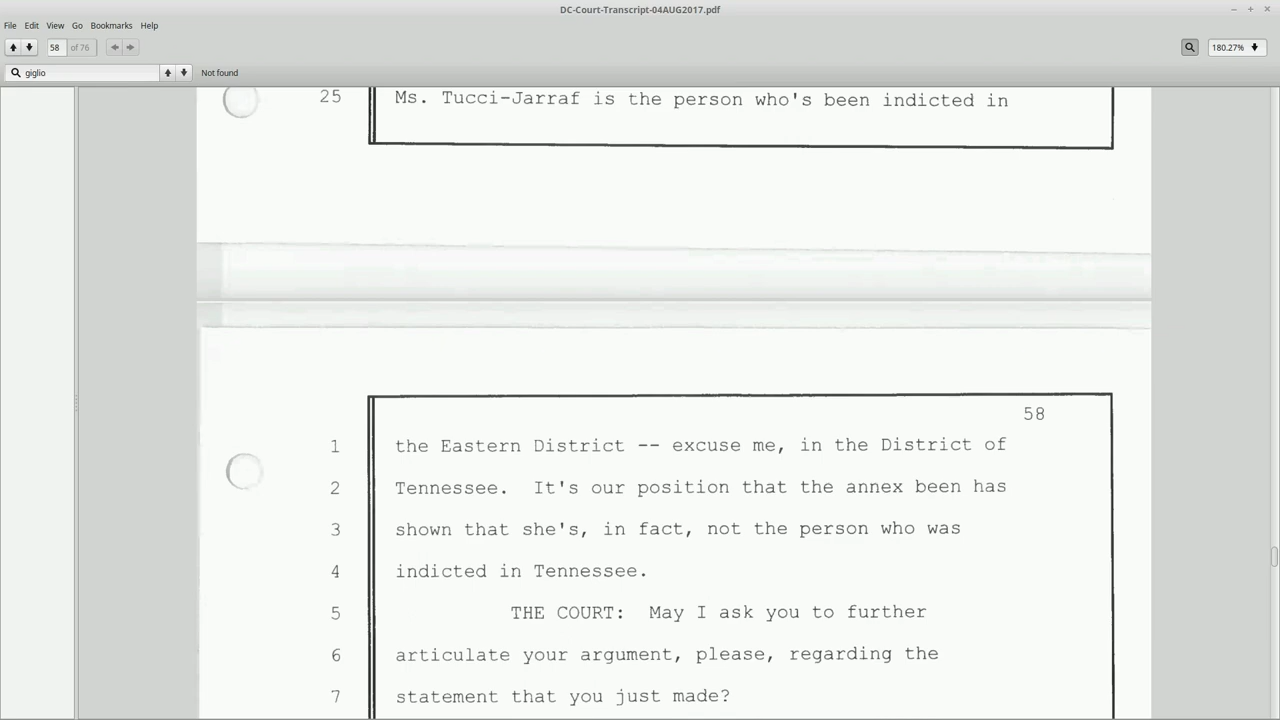 DC-Court-Transcript-04AUG2017.pdf
File Edit View Go Bookmarks Help
58 of 76 180.27%
giglio Not found
25 Ms. Tucci-Jarraf is the person who's been indicted in
58
1 the Eastern District -- excuse me, in the District of
2 Tennessee. It's our position that the annex been has
3 shown that she's, in fact, not the person who was
4 indicted in Tennessee.
5 THE COURT: May I ask you to further
6 articulate your argument, please, regarding the
7 statement that you just made?